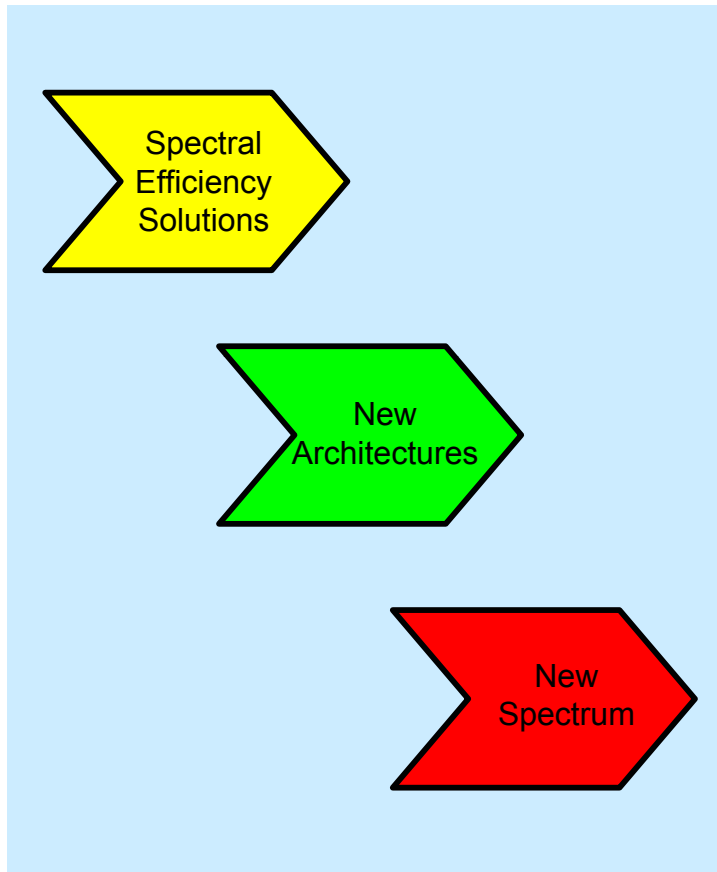 Spectral
Efficiency
Solutions
New
Architectures
New
Spectrum